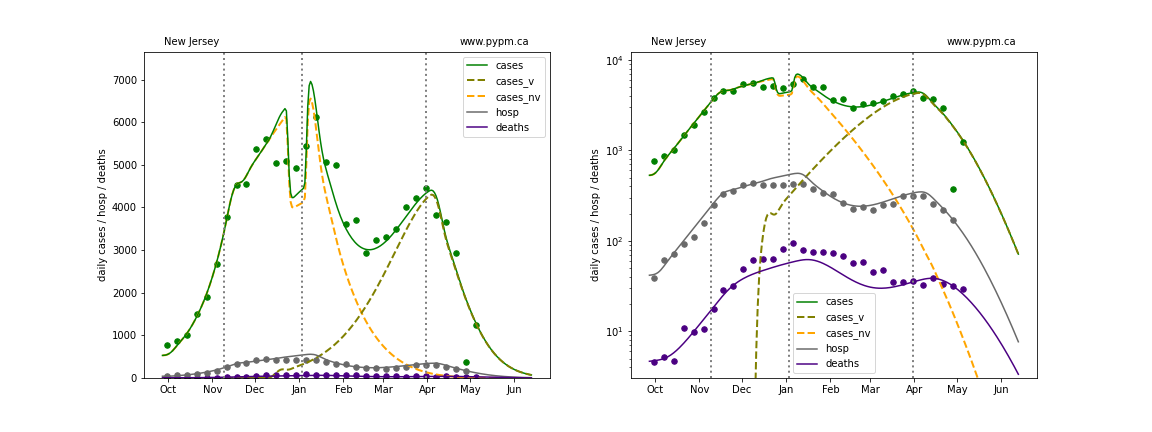 New Jersey www.pypm.ca
7000
6000
5000
4000
3000
2000
1000
0
daily cases / hosp / deaths
Oct Nov Dec Jan Feb Mar Apr May Jun
cases
cases_v
cases_nv
hosp
deaths
New Jersey www.pypm.ca
10⁴
10³
10²
10¹
daily cases / hosp / deaths
Oct Nov Dec Jan Feb Mar Apr May Jun
cases
cases_v
cases_nv
hosp
deaths